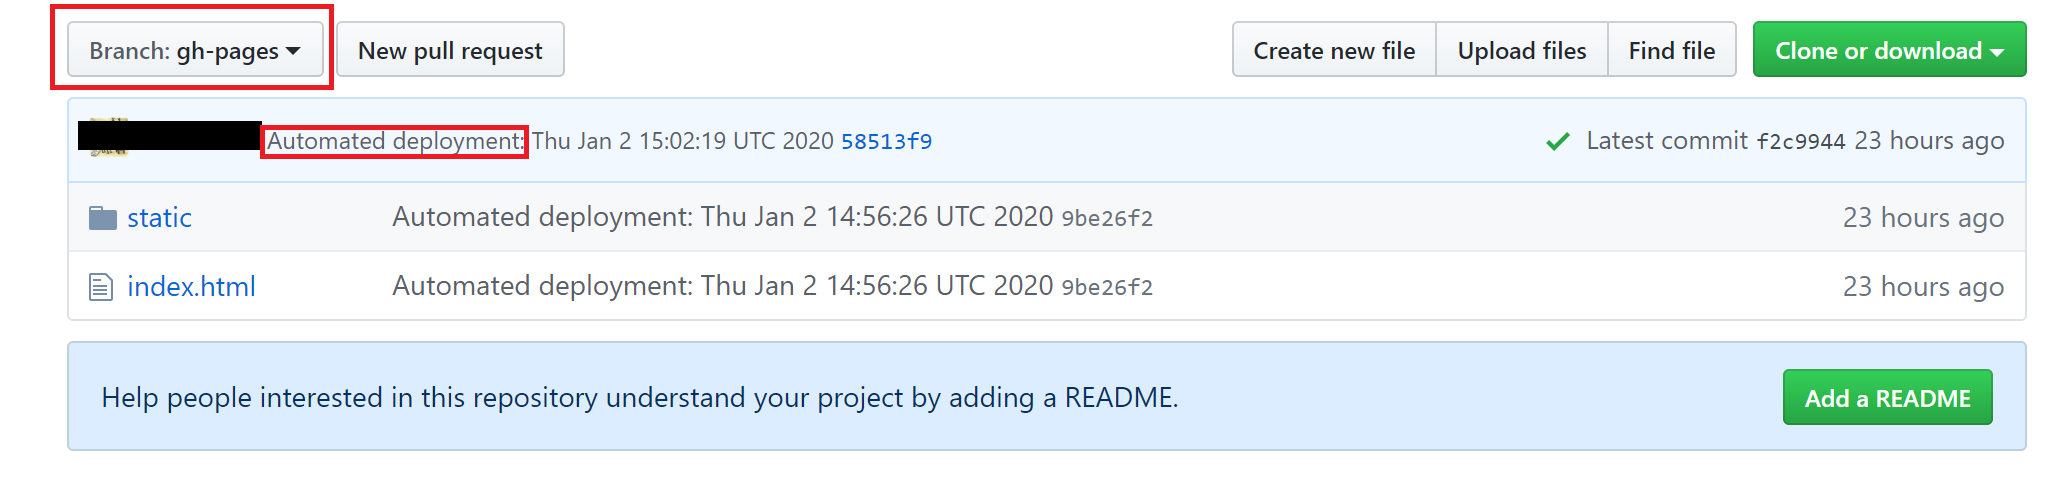 Branch: gh-pages New pull request Create new file Upload files Find file Clone or download
Automated deployment: Thu Jan 2 15:02:19 UTC 2020 58513f9 Latest commit f2c9944 23 hours ago
static Automated deployment: Thu Jan 2 14:56:26 UTC 2020 9be26f2 23 hours ago
index.html Automated deployment: Thu Jan 2 14:56:26 UTC 2020 9be26f2 23 hours ago
Help people interested in this repository understand your project by adding a README. Add a README